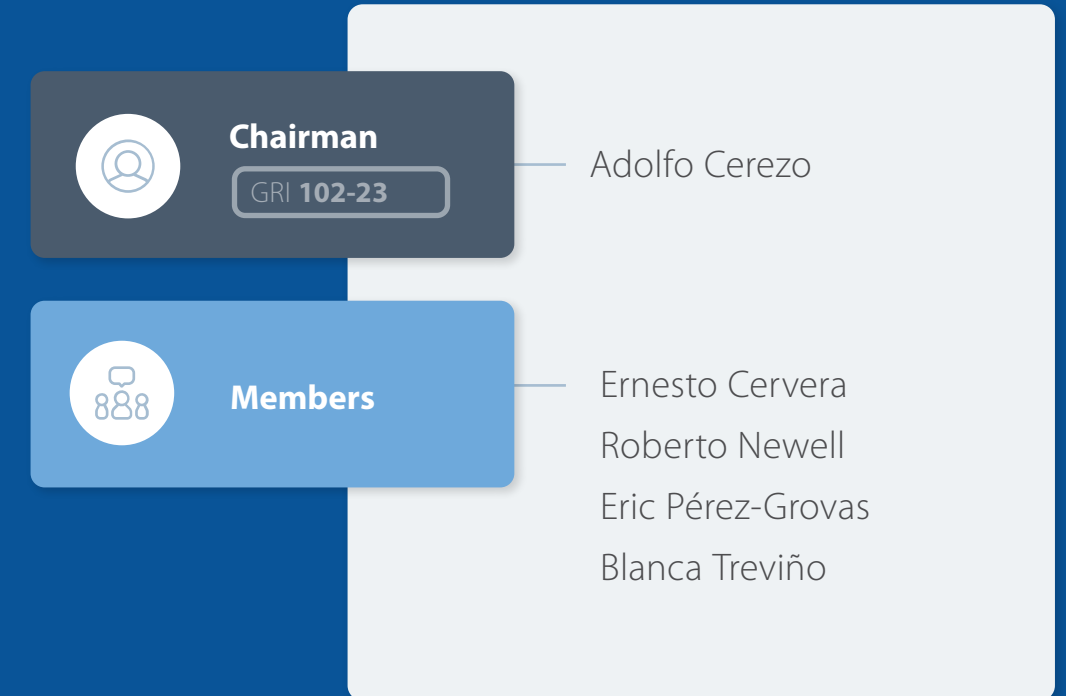 Chairman
GRI 102-23
Adolfo Cerezo
Members
Ernesto Cervera
Roberto Newell
Eric Pérez-Grovas
Blanca Treviño